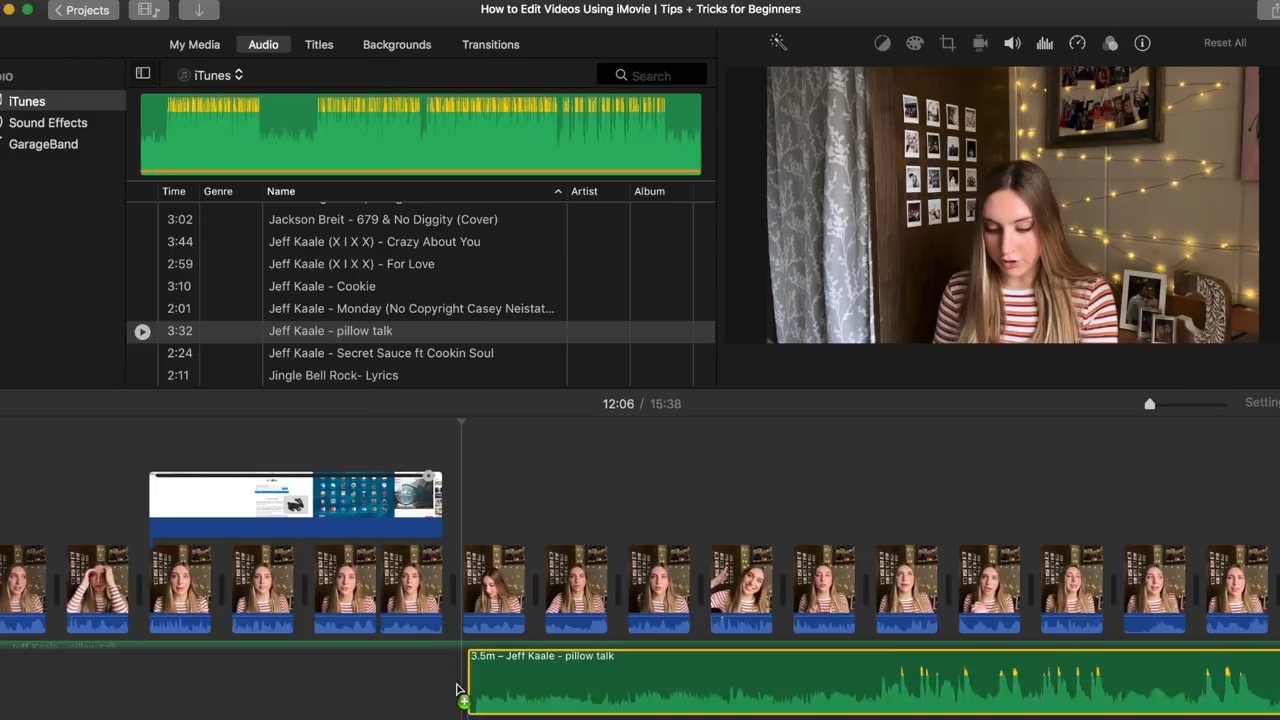 Projects
How to Edit Videos Using iMovie | Tips + Tricks for Beginners
My Media Audio Titles Backgrounds Transitions
Reset All
iTunes
Search
iTunes
Sound Effects
GarageBand
Time Genre Name Artist Album
3:02 Jackson Breit - 679 & No Diggity (Cover)
3:44 Jeff Kaale (X I X X) - Crazy About You
2:59 Jeff Kaale (X I X X) - For Love
3:10 Jeff Kaale - Cookie
2:01 Jeff Kaale - Monday (No Copyright Casey Neistat...
3:32 Jeff Kaale - pillow talk
2:24 Jeff Kaale - Secret Sauce ft Cookin Soul
2:11 Jingle Bell Rock- Lyrics
12:06 / 15:38
Settin
3.5m – Jeff Kaale - pillow talk